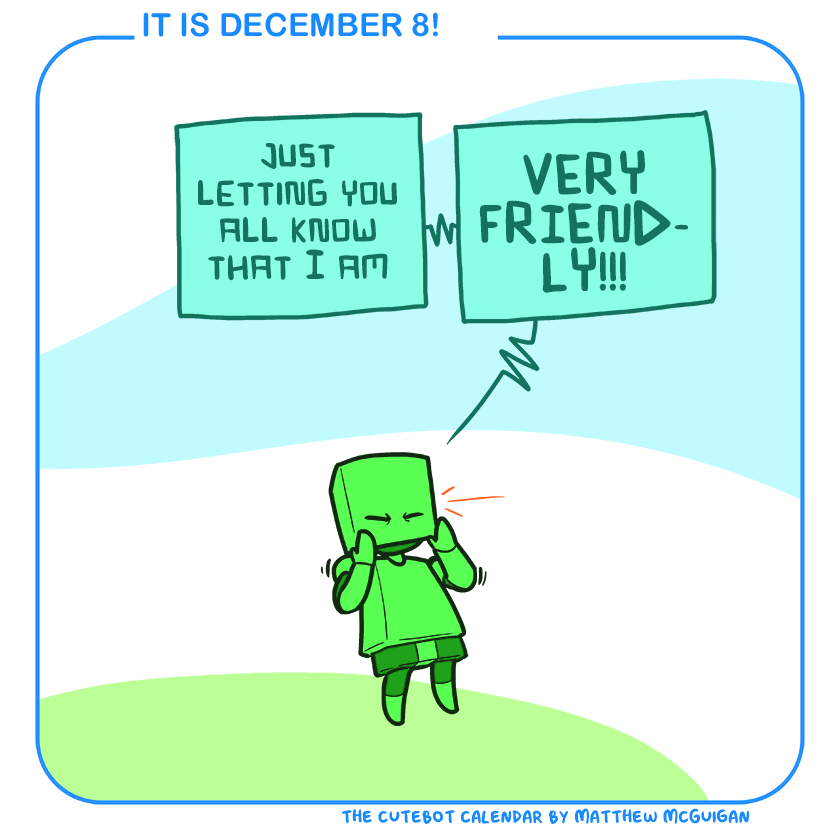 IT IS DECEMBER 8!
JUST
LETTING YOU
ALL KNOW
THAT I AM
VERY
FRIEND-
LY!!!
THE CUTEBOT CALENDAR BY MATTHEW MCGUIGAN